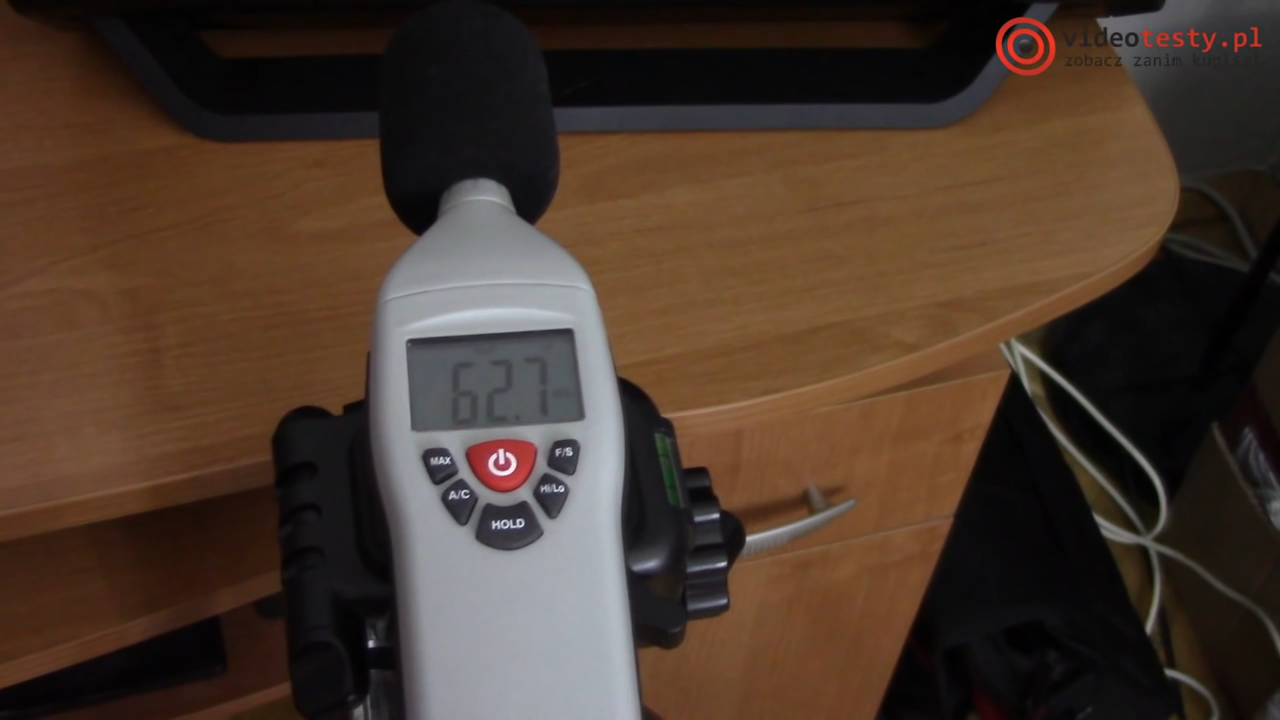 videotesty.pl
zobacz zanim kupisz!
62.7
MAX
F/S
A/C
Hi/Lo
HOLD